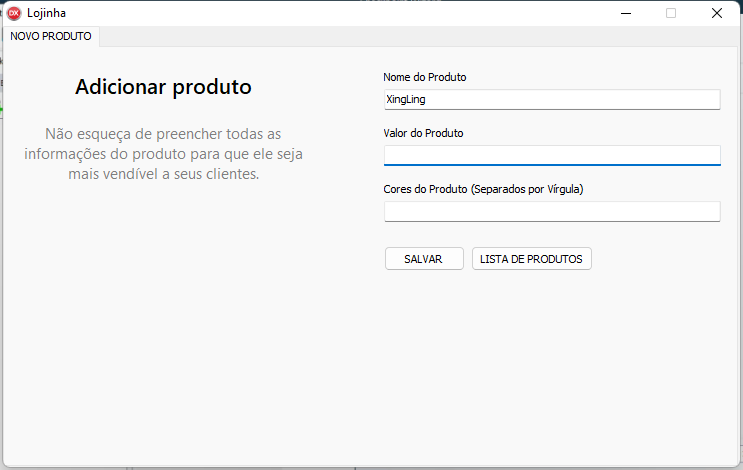 DX Lojinha
NOVO PRODUTO
Adicionar produto
Não esqueça de preencher todas as
informações do produto para que ele seja
mais vendível a seus clientes.
Nome do Produto
XingLing
Valor do Produto
Cores do Produto (Separados por Vírgula)
SALVAR
LISTA DE PRODUTOS